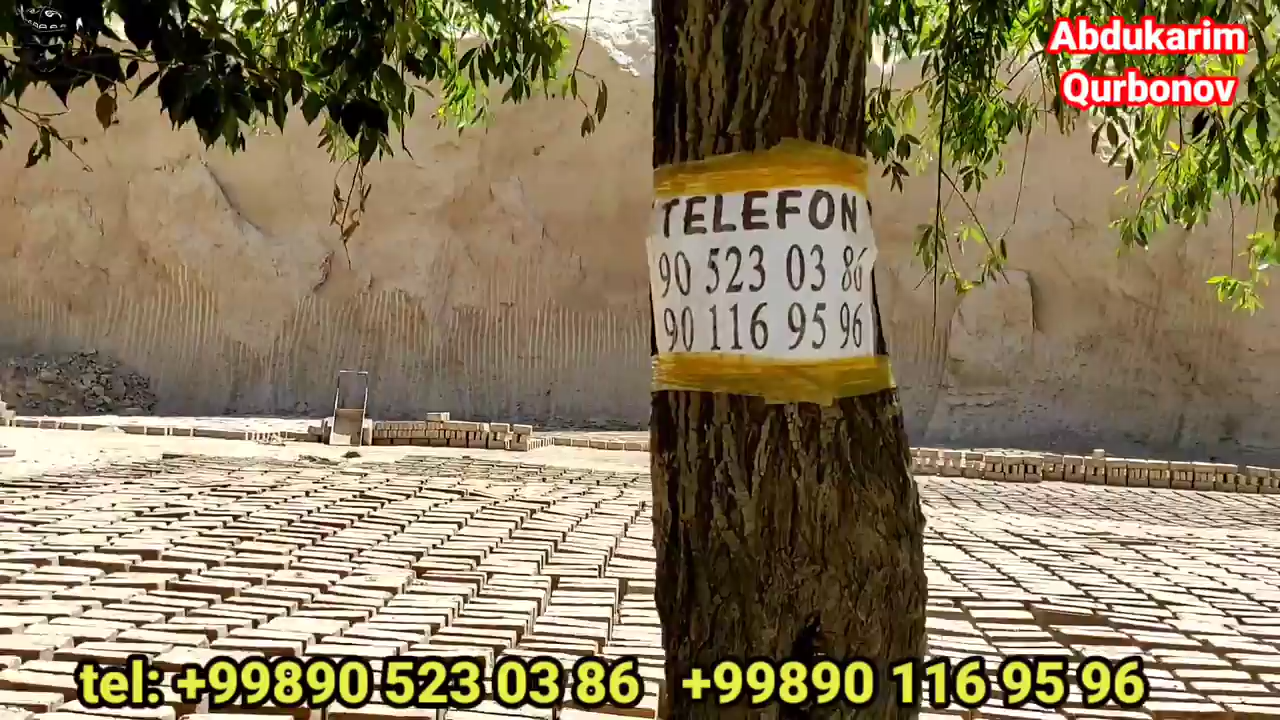 Abdukarim
Qurbonov
TELEFON
90 523 03 86
90 116 95 96
tel: +99890 523 03 86 +99890 116 95 96